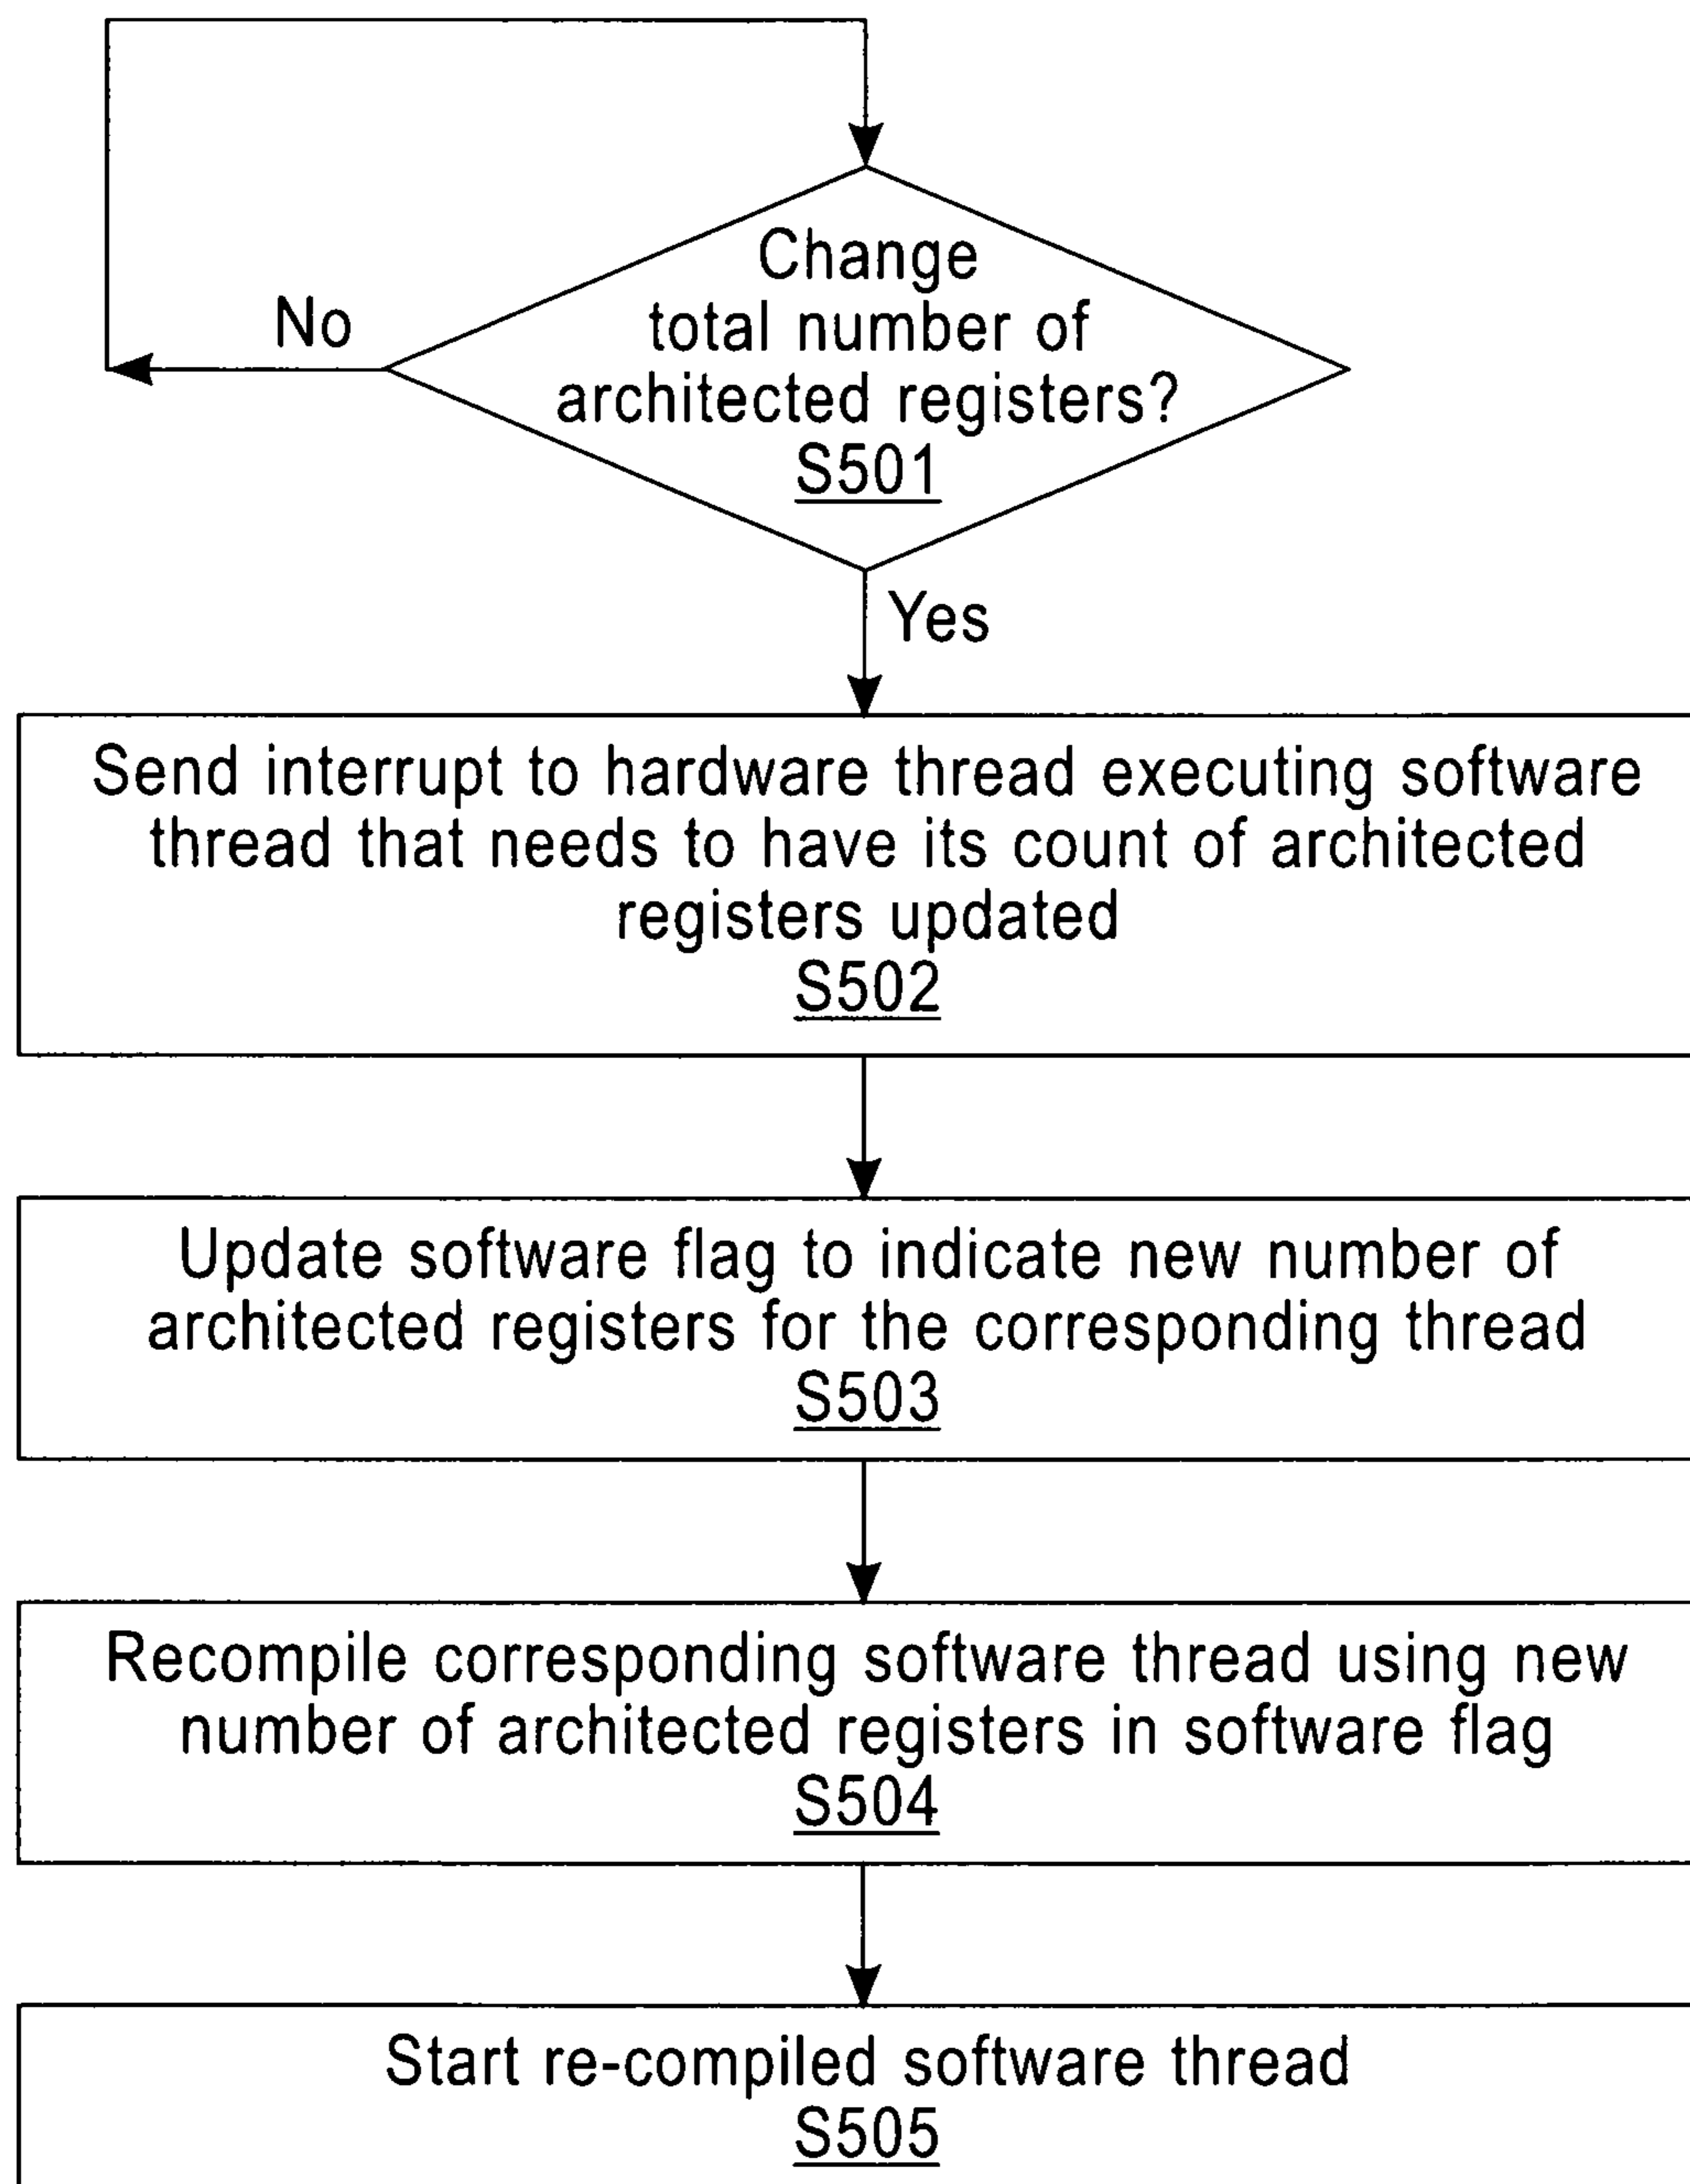 Change
total number of
architected registers?
S501
No
Yes
Send interrupt to hardware thread executing software
thread that needs to have its count of architected
registers updated
S502
Update software flag to indicate new number of
architected registers for the corresponding thread
S503
Recompile corresponding software thread using new
number of architected registers in software flag
S504
Start re-compiled software thread
S505